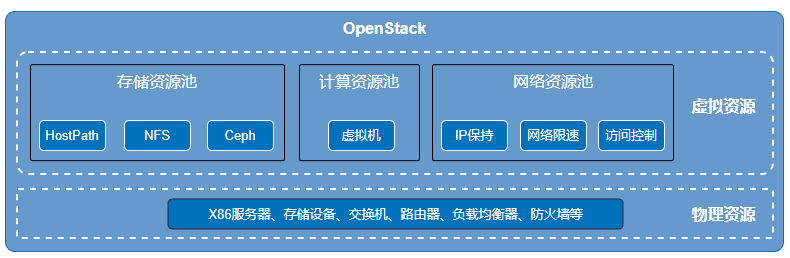 OpenStack
存储资源池
计算资源池
网络资源池
虚拟资源
HostPath
NFS
Ceph
虚拟机
IP保持
网络限速
访问控制
X86服务器、存储设备、交换机、路由器、负载均衡器、防火墙等
物理资源